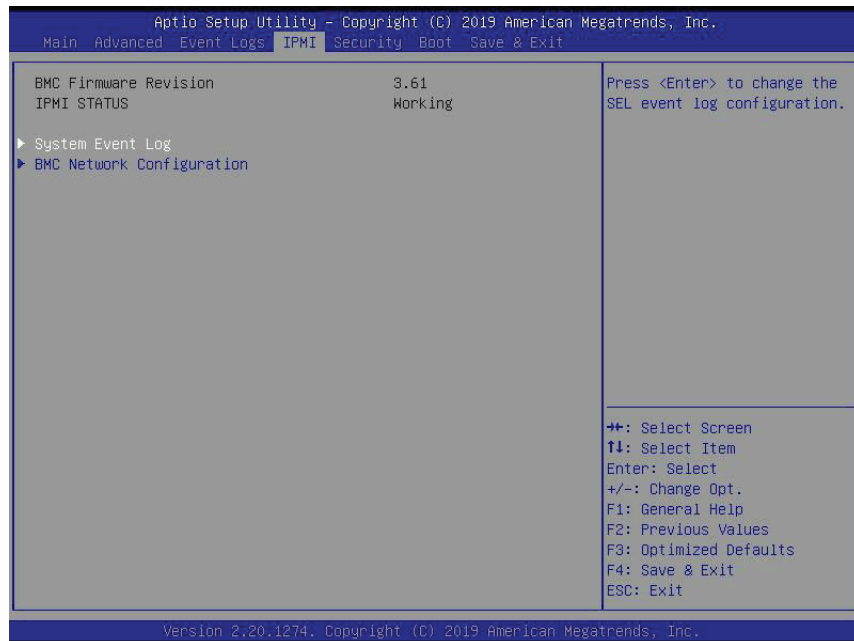 Aptio Setup Utility – Copyright (C) 2019 American Megatrends, Inc.
Main Advanced Event Logs IPMI Security Boot Save & Exit
BMC Firmware Revision 3.61
IPMI STATUS Working
▶ System Event Log
▶ BMC Network Configuration
Press <Enter> to change the
SEL event log configuration.
→←: Select Screen
↑↓: Select Item
Enter: Select
+/-: Change Opt.
F1: General Help
F2: Previous Values
F3: Optimized Defaults
F4: Save & Exit
ESC: Exit
Version 2.20.1274. Copyright (C) 2019 American Megatrends, Inc.